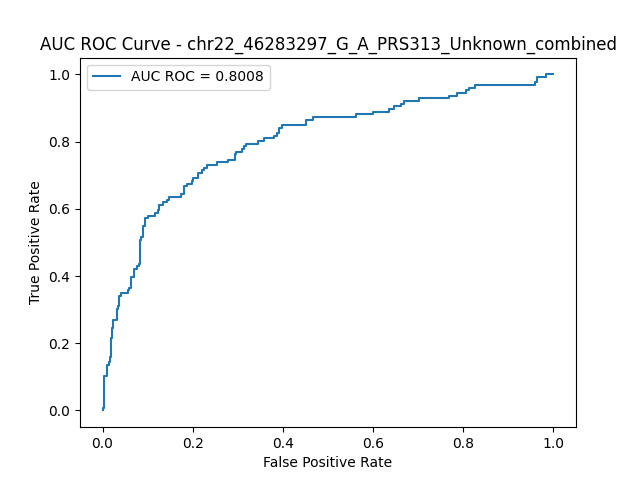 AUC ROC Curve - chr22_46283297_G_A_PRS313_Unknown_combined
AUC ROC = 0.8008
1.0
0.8
0.6
0.4
0.2
0.0
True Positive Rate
0.0 0.2 0.4 0.6 0.8 1.0
False Positive Rate